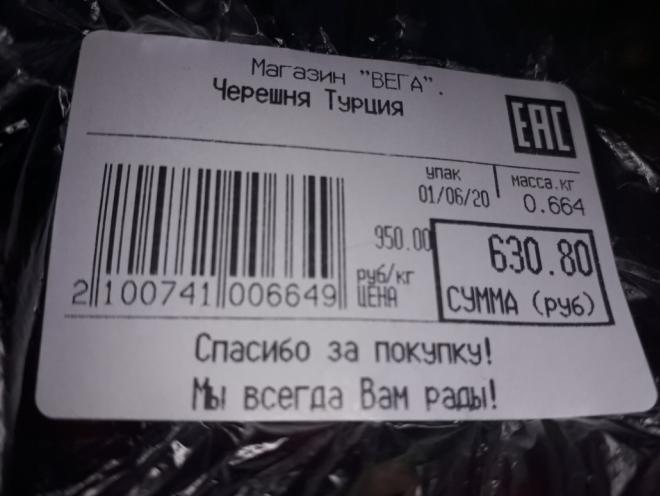 Магазин "ВЕГА".
Черешня Турция
EAC
упак
масса.кг
01/06/20
0.664
950.00
630.80
руб/кг
ЦЕНА
СУММА (руб)
2 100741 006649
Спасибо за покупку!
Мы всегда Вам рады!